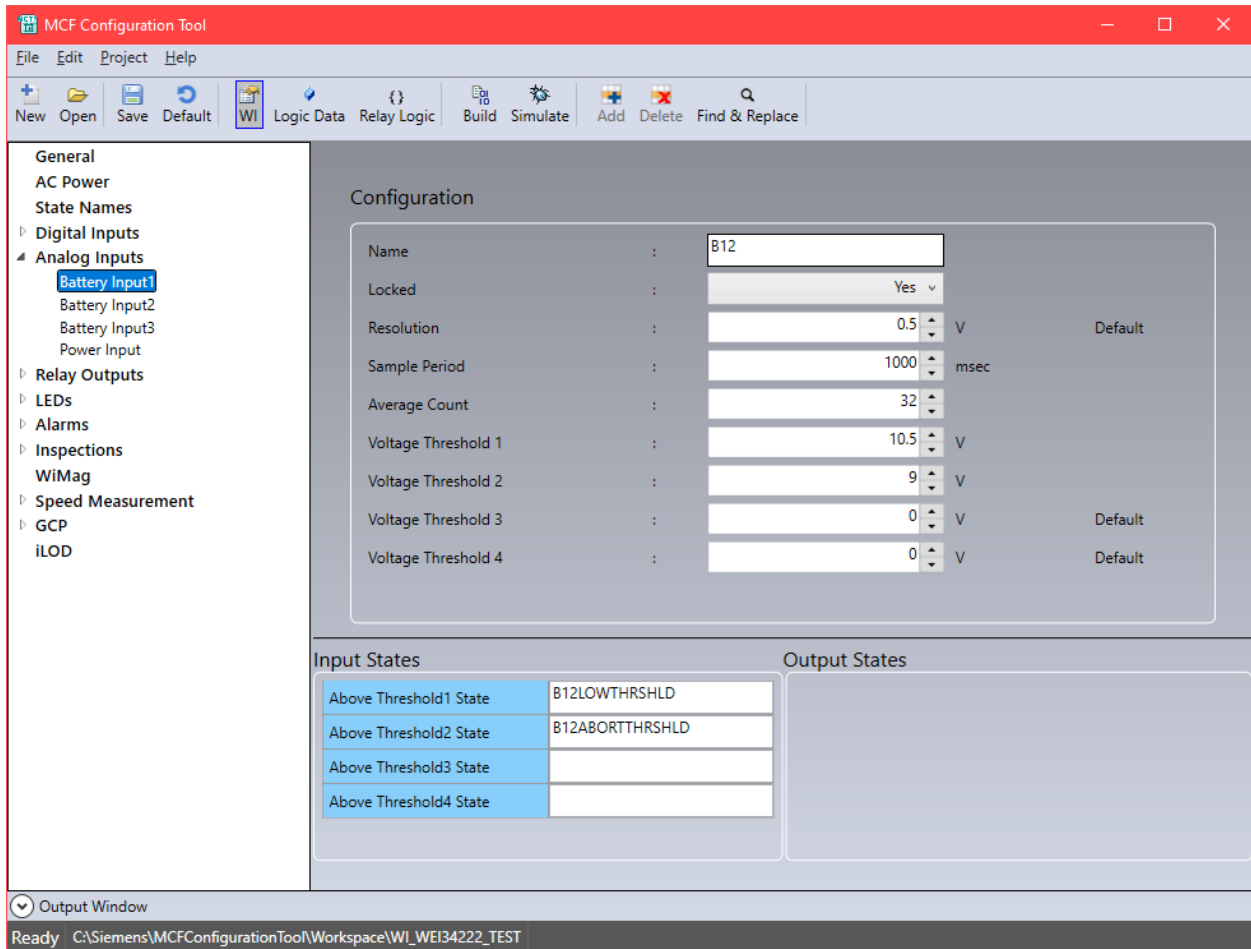 MCF Configuration Tool
File Edit Project Help
New Open Save Default WI Logic Data Relay Logic Build Simulate Add Delete Find & Replace
General
AC Power
State Names
Digital Inputs
Analog Inputs
Battery Input1
Battery Input2
Battery Input3
Power Input
Relay Outputs
LEDs
Alarms
Inspections
WiMag
Speed Measurement
GCP
iLOD
Configuration
Name : B12
Locked : Yes
Resolution : 0.5 V Default
Sample Period : 1000 msec
Average Count : 32
Voltage Threshold 1 : 10.5 V
Voltage Threshold 2 : 9 V
Voltage Threshold 3 : 0 V Default
Voltage Threshold 4 : 0 V Default
Input States
Above Threshold1 State B12LOWTHRSHLD
Above Threshold2 State B12ABORTTHRSHLD
Above Threshold3 State
Above Threshold4 State
Output States
Output Window
Ready C:\Siemens\MCFConfigurationTool\Workspace\WI_WEI34222_TEST